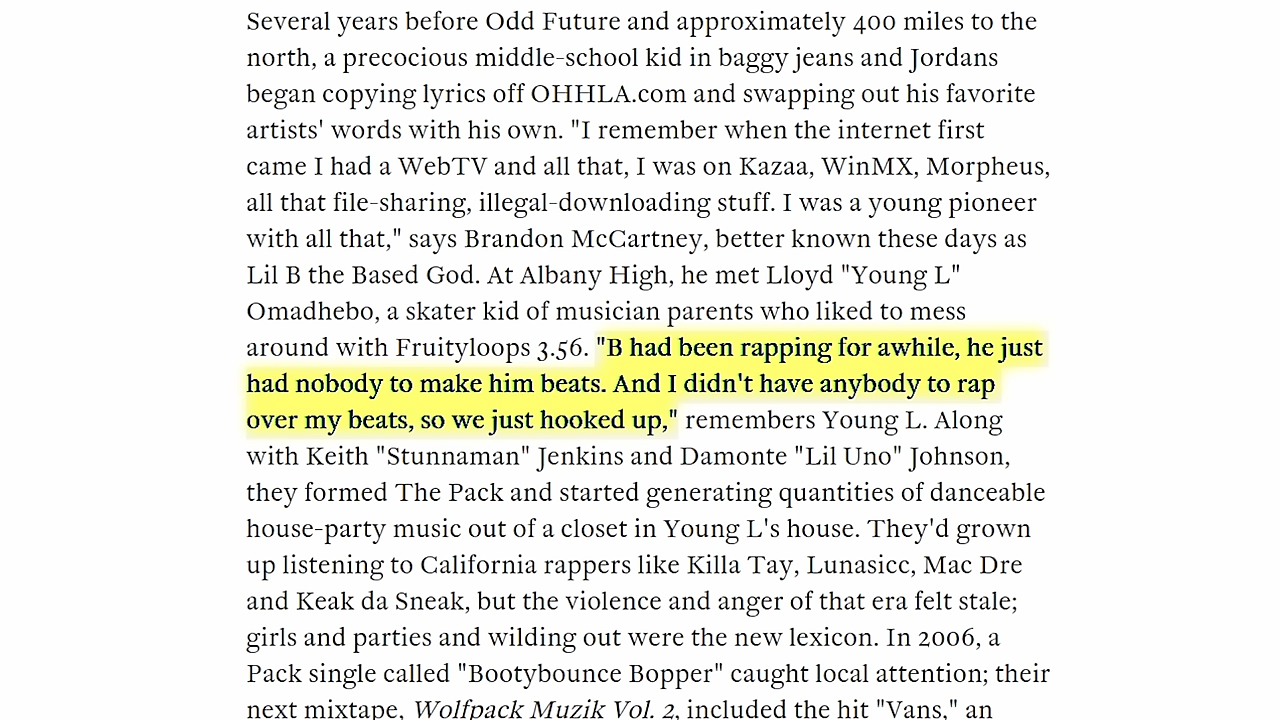 Several years before Odd Future and approximately 400 miles to the
north, a precocious middle-school kid in baggy jeans and Jordans
began copying lyrics off OHHLA.com and swapping out his favorite
artists' words with his own. "I remember when the internet first
came I had a WebTV and all that, I was on Kazaa, WinMX, Morpheus,
all that file-sharing, illegal-downloading stuff. I was a young pioneer
with all that," says Brandon McCartney, better known these days as
Lil B the Based God. At Albany High, he met Lloyd "Young L"
Omadhebo, a skater kid of musician parents who liked to mess
around with Fruityloops 3.56. "B had been rapping for awhile, he just
had nobody to make him beats. And I didn't have anybody to rap
over my beats, so we just hooked up," remembers Young L. Along
with Keith "Stunnaman" Jenkins and Damonte "Lil Uno" Johnson,
they formed The Pack and started generating quantities of danceable
house-party music out of a closet in Young L's house. They'd grown
up listening to California rappers like Killa Tay, Lunasicc, Mac Dre
and Keak da Sneak, but the violence and anger of that era felt stale;
girls and parties and wilding out were the new lexicon. In 2006, a
Pack single called "Bootybounce Bopper" caught local attention; their
next mixtape, Wolfpack Muzik Vol. 2, included the hit "Vans," an